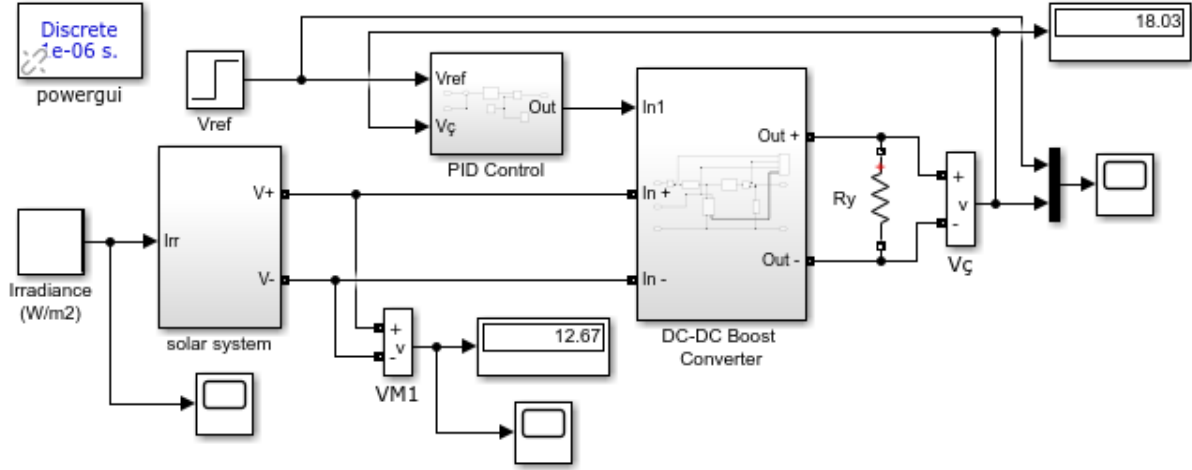 Discrete
1e-06 s.
powergui
Vref
18.03
Vref
Vç
Out
PID Control
In1
In +
In -
Out +
Out -
DC-DC Boost
Converter
Ry
+
v
-
Vç
Irradiance
(W/m2)
Irr
V+
V-
solar system
+
v
-
VM1
12.67